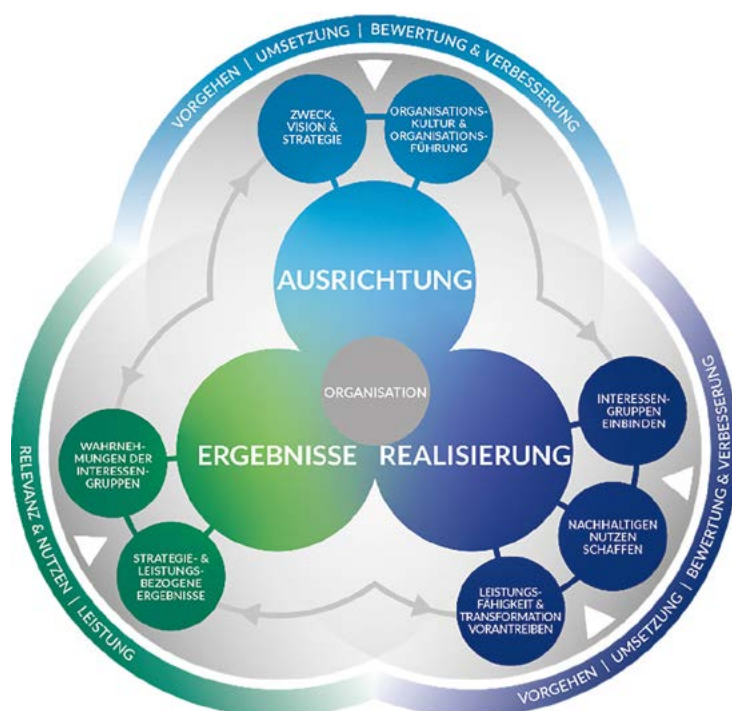 VORGEHEN | UMSETZUNG | BEWERTUNG & VERBESSERUNG
ZWECK,
VISION &
STRATEGIE
ORGANISATIONS-
KULTUR &
ORGANISATIONS-
FÜHRUNG
AUSRICHTUNG
ORGANISATION
ERGEBNISSE
REALISIERUNG
INTERESSEN-
GRUPPEN
EINBINDEN
NACHHALTIGEN
NUTZEN
SCHAFFEN
LEISTUNGS-
FÄHIGKEIT &
TRANSFORMATION
VORANTREIBEN
VORGEHEN | UMSETZUNG | BEWERTUNG & VERBESSERUNG
WAHRNEH-
MUNGEN DER
INTERESSEN-
GRUPPEN
STRATEGIE- &
LEISTUNGS-
BEZOGENE
ERGEBNISSE
RELEVANZ & NUTZEN | LEISTUNG